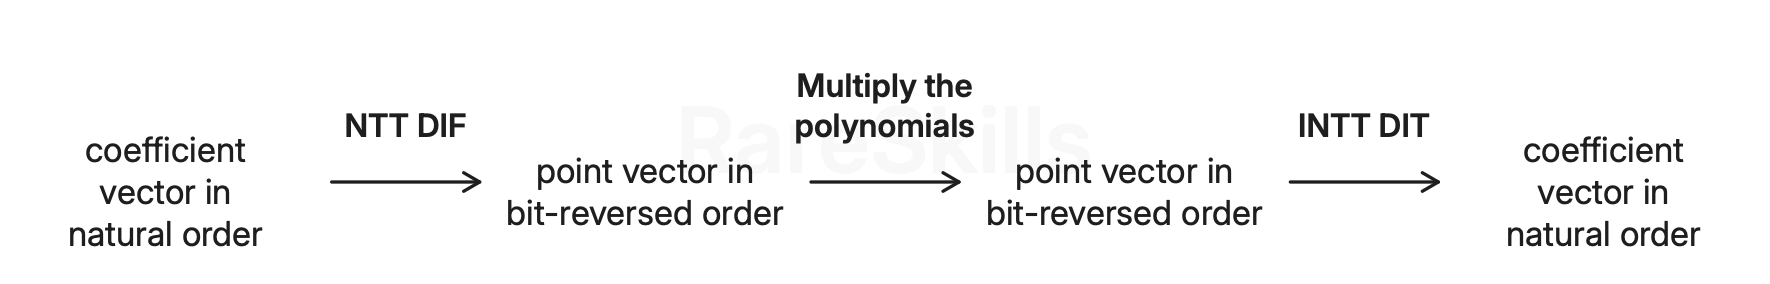 coefficient
vector in
natural order
NTT DIF
point vector in
bit-reversed order
Multiply the
polynomials
point vector in
bit-reversed order
INTT DIT
coefficient
vector in
natural order
RareSkills